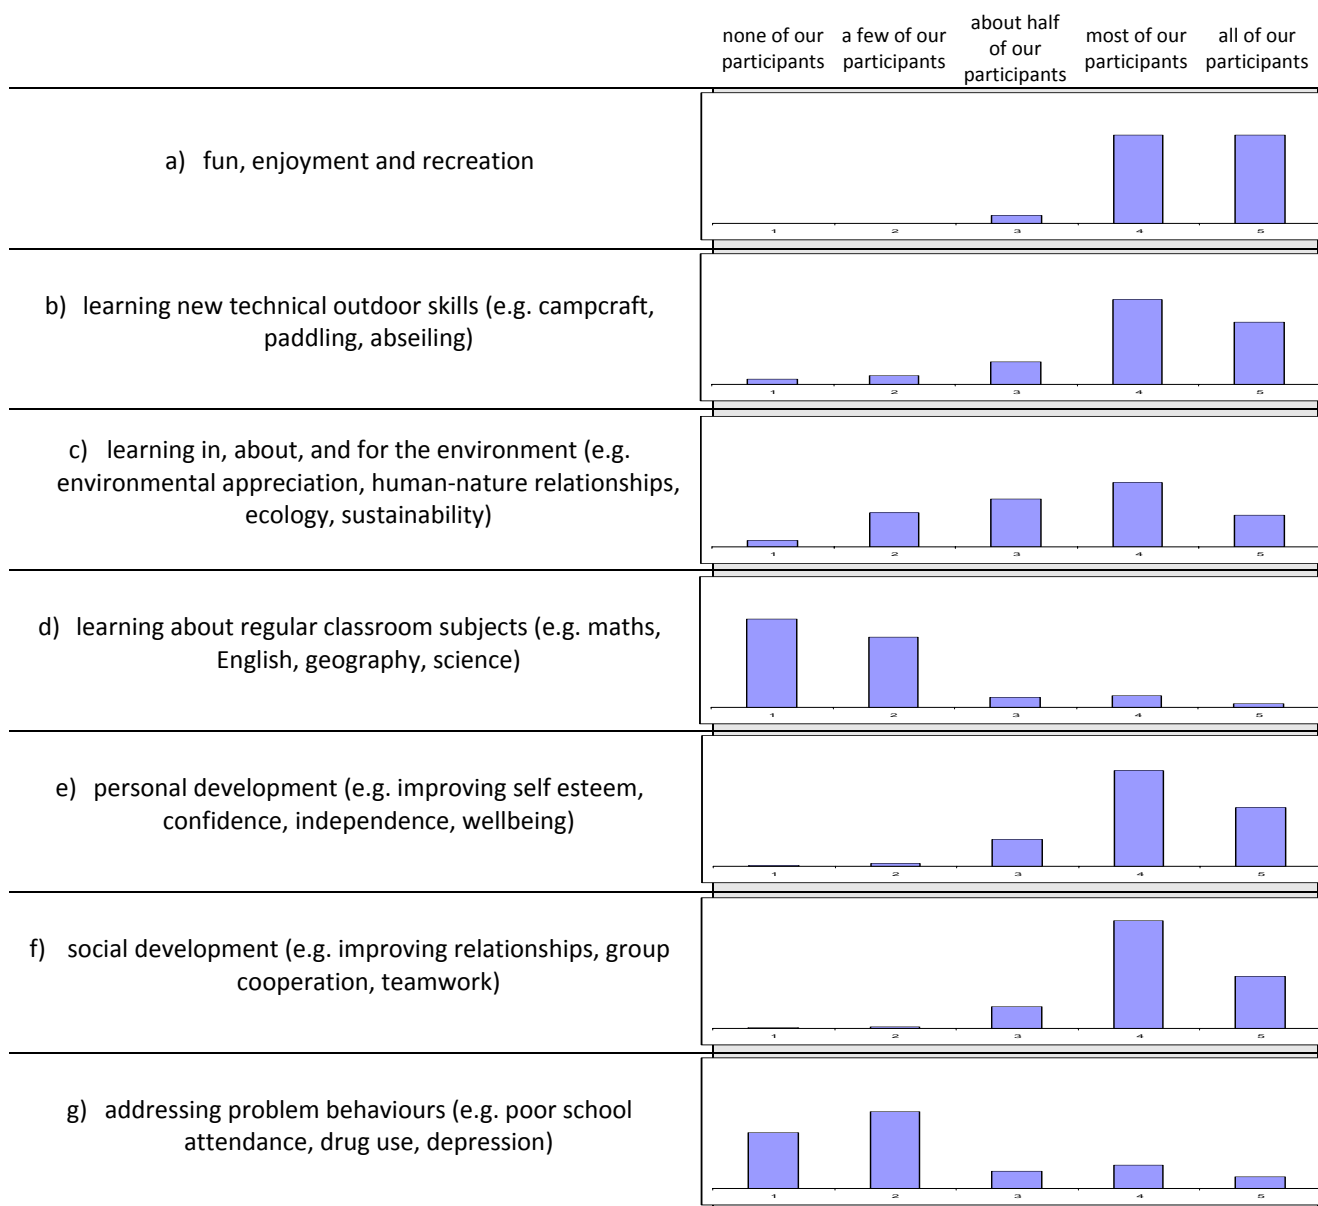 none of our participants
a few of our participants
about half of our participants
most of our participants
all of our participants
a) fun, enjoyment and recreation
1 2 3 4 5
b) learning new technical outdoor skills (e.g. campcraft,
paddling, abseiling)
1 2 3 4 5
c) learning in, about, and for the environment (e.g.
environmental appreciation, human-nature relationships,
ecology, sustainability)
1 2 3 4 5
d) learning about regular classroom subjects (e.g. maths,
English, geography, science)
1 2 3 4 5
e) personal development (e.g. improving self esteem,
confidence, independence, wellbeing)
1 2 3 4 5
f) social development (e.g. improving relationships, group
cooperation, teamwork)
1 2 3 4 5
g) addressing problem behaviours (e.g. poor school
attendance, drug use, depression)
1 2 3 4 5